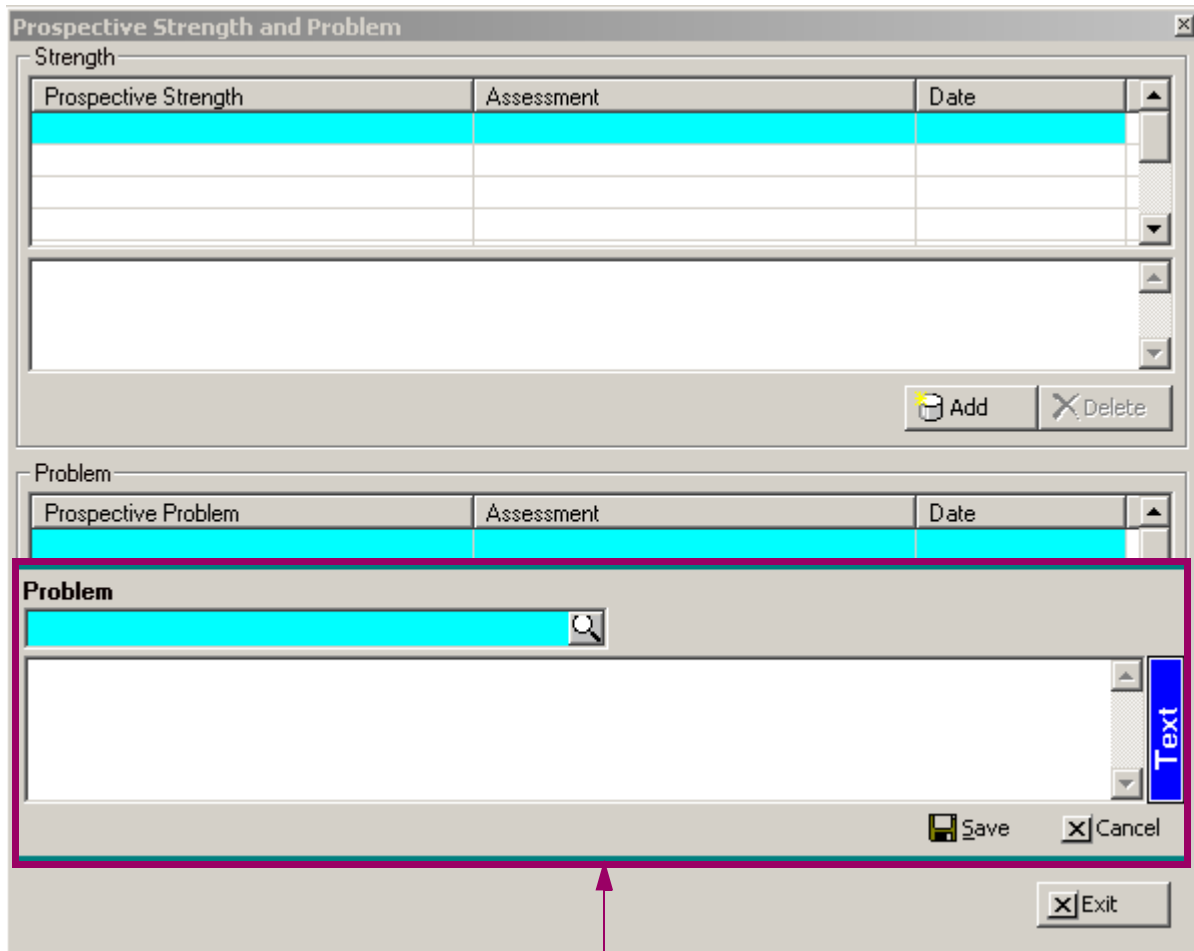 Prospective Strength and Problem
Strength
Prospective Strength Assessment Date
Add Delete
Problem
Prospective Problem Assessment Date
Problem
Text
Save Cancel
Exit